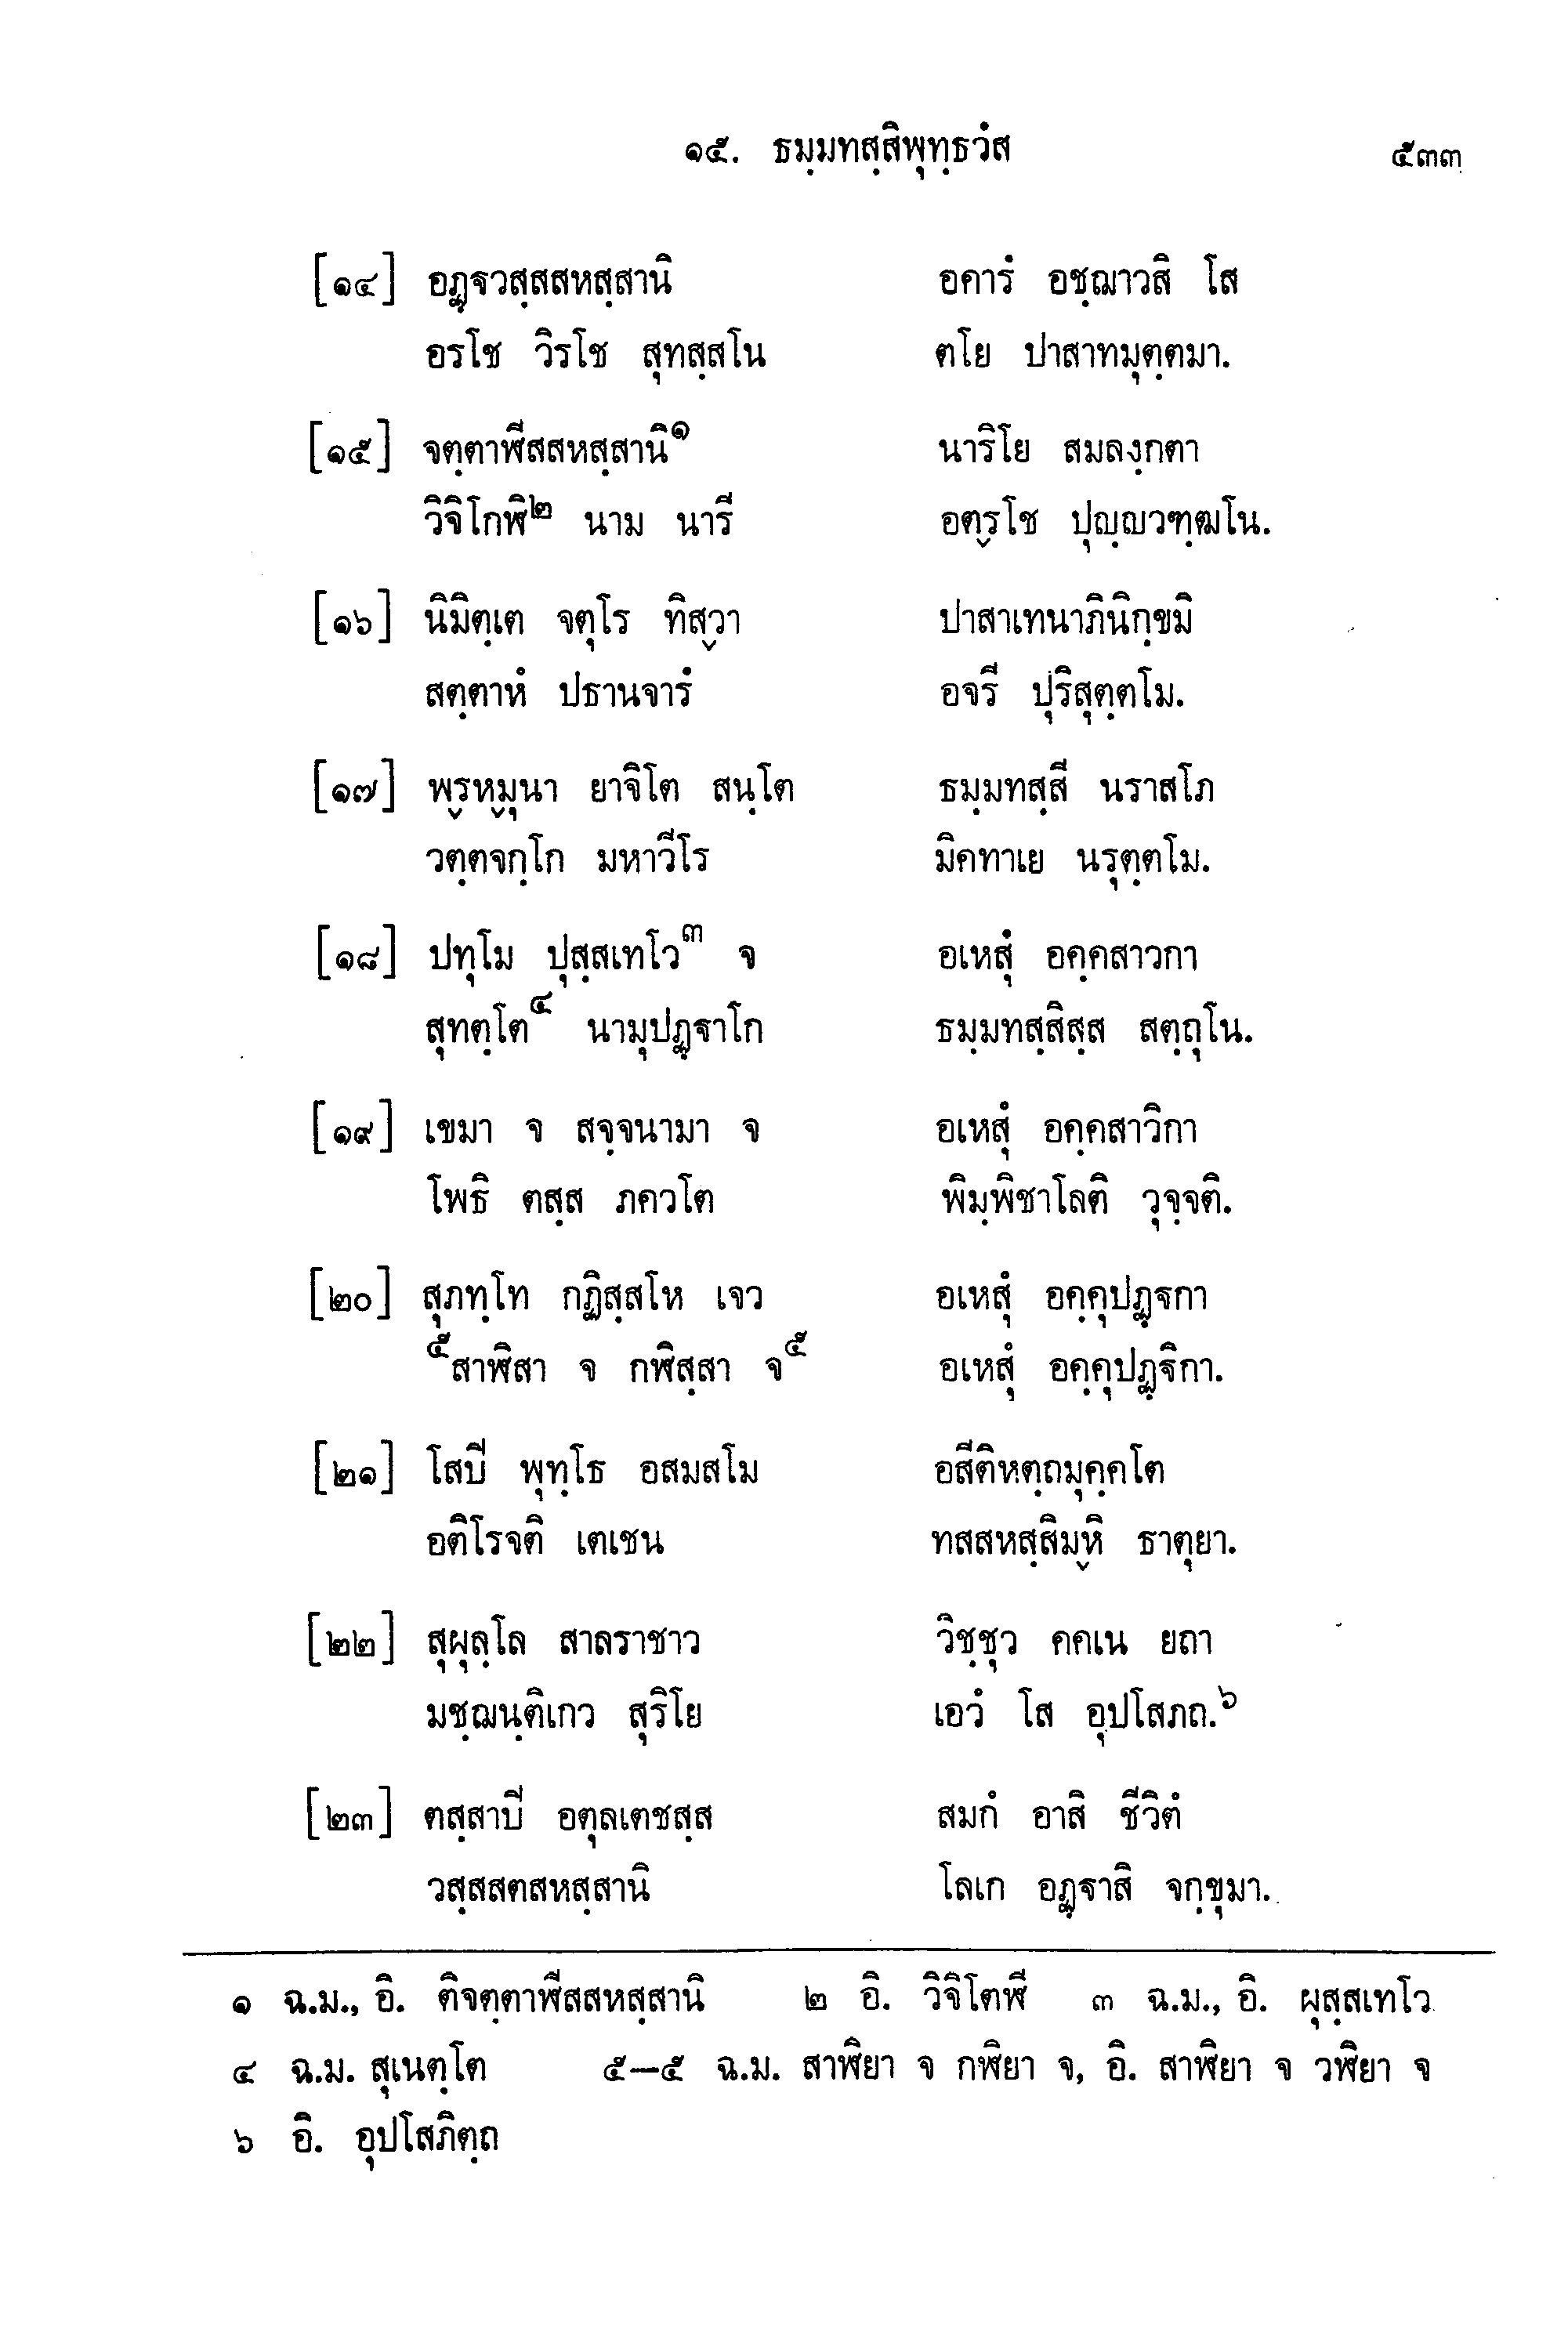 ๑๕. ธมฺมทสฺสิพุทฺธวํส ๕๓๓
[๑๔] อฏฺฐวสฺสสหสฺสานิ อคารํ อชฺฌาวสิ โส
อรโช วิรโช สุทสฺสโน ตโย ปาสาทมุตฺตมา.
[๑๕] จตฺตาฬีสสหสฺสานิ๑ นาริโย สมลงฺกตา
วิจิโกฬิ๒ นาม นารี อตฺรโช ปุญฺญวฑฺฒโน.
[๑๖] นิมิตฺเต จตุโร ทิสฺวา ปาสาเทนาภินิกฺขมิ
สตฺตาหํ ปธานจารํ อจรี ปุริสุตฺตโม.
[๑๗] พฺรหฺมุนา ยาจิโต สนฺโต ธมฺมทสฺสี นราสโภ
วตฺตจกฺโก มหาวีโร มิคทาเย นรุตฺตโม.
[๑๘] ปทุโม ปุสฺสเทโว๓ จ อเหสุํ อคฺคสาวกา
สุทตฺโต๔ นามุปฏฺฐาโก ธมฺมทสฺสิสฺส สตฺถุโน.
[๑๙] เขมา จ สจฺจนามา จ อเหสุํ อคฺคสาวิกา
โพธิ ตสฺส ภควโต พิมฺพิชาโลติ วุจฺจติ.
[๒๐] สุภทฺโท กฏิสฺสโห เจว อเหสุํ อคฺคุปฏฺฐกา
๕สาฬิสา จ กฬิสฺสา จ๕ อเหสุํ อคฺคุปฏฺฐิกา.
[๒๑] โสปิ พุทฺโธ อสมสโม อสีติหตฺถมุคฺคโต
อติโรจติ เตเชน ทสสหสฺสิมฺหิ ธาตุยา.
[๒๒] สุผุลฺโล สาลราชาว วิชฺชุว คคเน ยถา
มชฺฌนฺติเกว สุริโย เอวํ โส อุปโสภถ.๖
[๒๓] ตสฺสาปิ อตุลเตชสฺส สมกํ อาสิ ชีวิตํ
วสฺสสตสหสฺสานิ โลเก อฏฺฐาสิ จกฺขุมา.
๑ ฉ.ม., อิ. ติจตฺตาฬีสสหสฺสานิ ๒ อิ. วิจิโตฬี ๓ ฉ.ม., อิ. ผุสฺสเทโว
๔ ฉ.ม. สุเนตฺโต ๕–๕ ฉ.ม. สาฬิยา จ กฬิยา จ, อิ. สาฬิยา จ วฬิยา จ
๖ อิ. อุปโสภิตฺถ